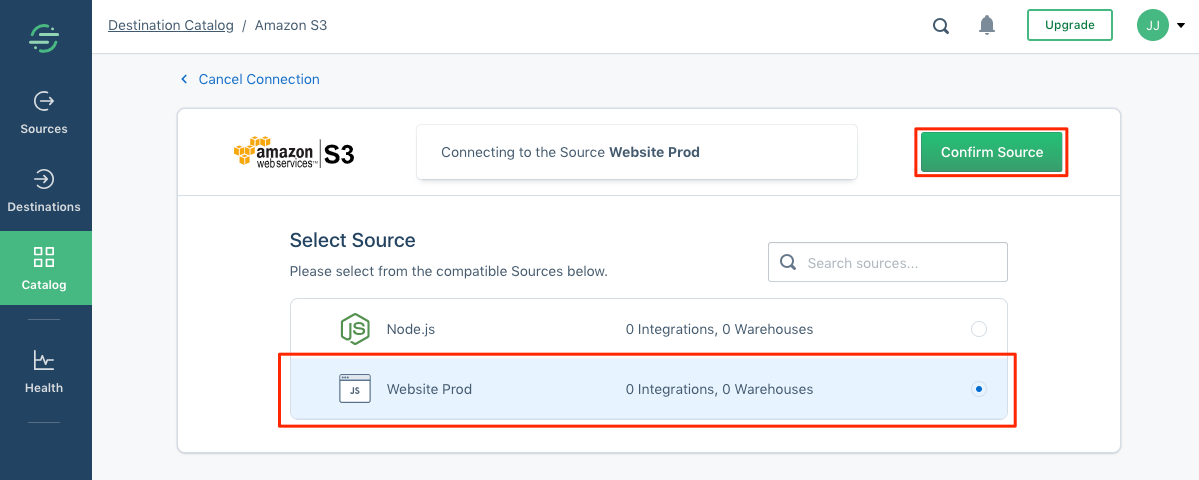 Destination Catalog / Amazon S3
Upgrade
JJ
Sources
Destinations
Catalog
Health
Cancel Connection
amazon
web services™
S3
Connecting to the Source Website Prod
Confirm Source
Select Source
Please select from the compatible Sources below.
Search sources...
JS
Node.js
0 Integrations, 0 Warehouses
JS
Website Prod
0 Integrations, 0 Warehouses